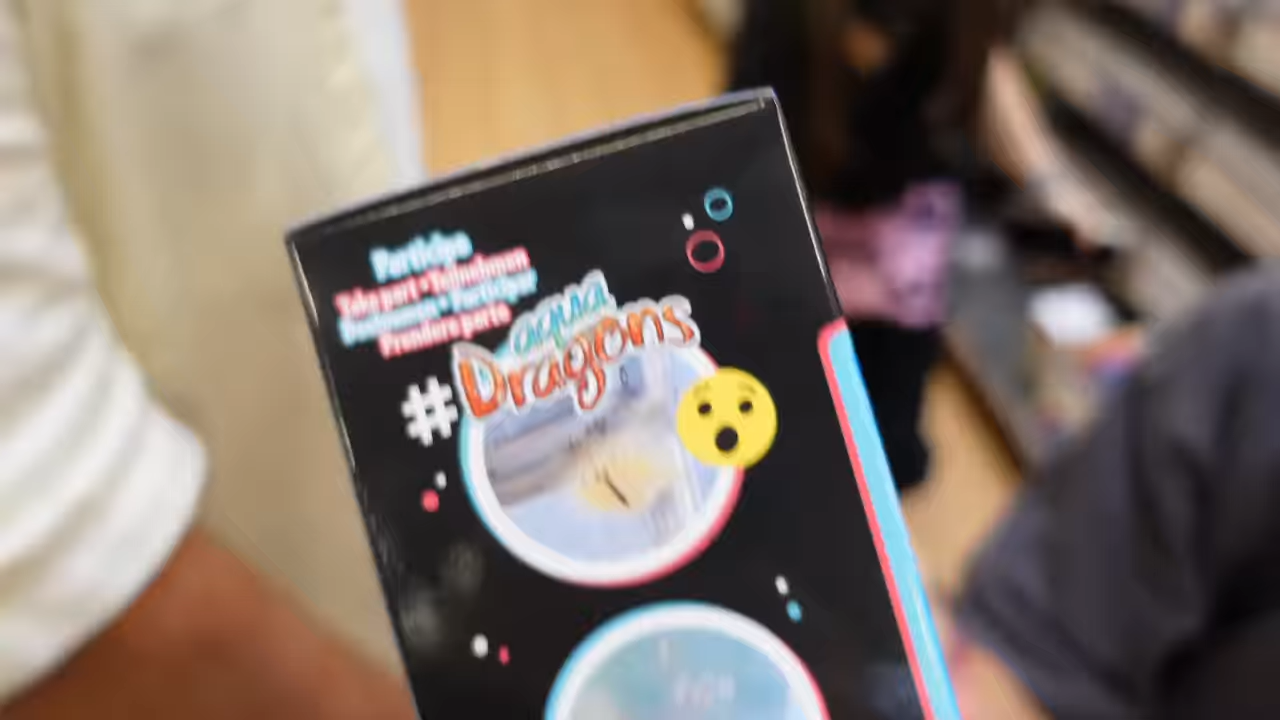 Participa
Take part • Teilnehmen
Deelnemen • Participer
Prendere parte
#
aqua
Dragons